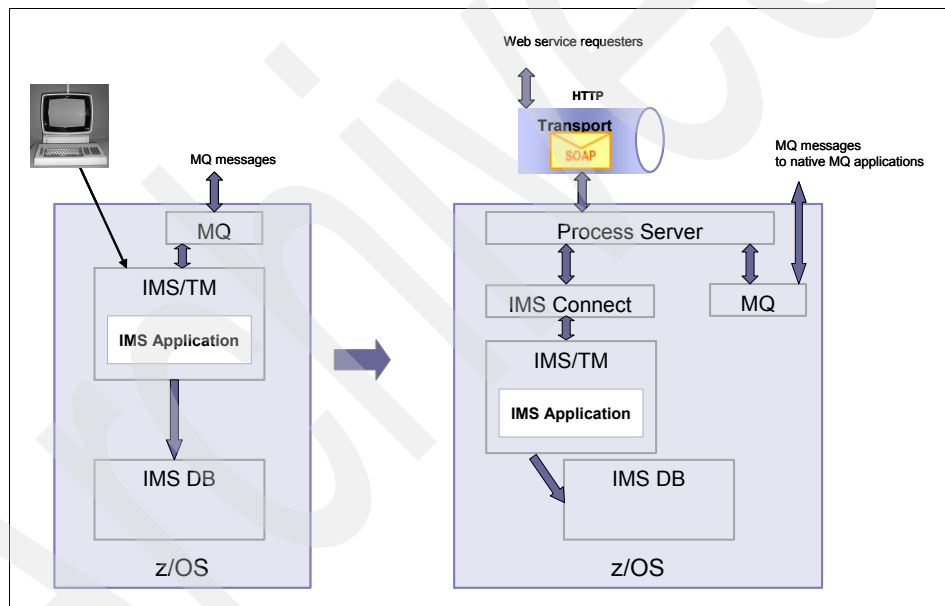 Web service requesters
HTTP
Transport
SOAP
MQ messages
MQ messages
to native MQ applications
MQ
IMS/TM
IMS Application
IMS DB
z/OS
Process Server
IMS Connect
MQ
IMS/TM
IMS Application
IMS DB
z/OS